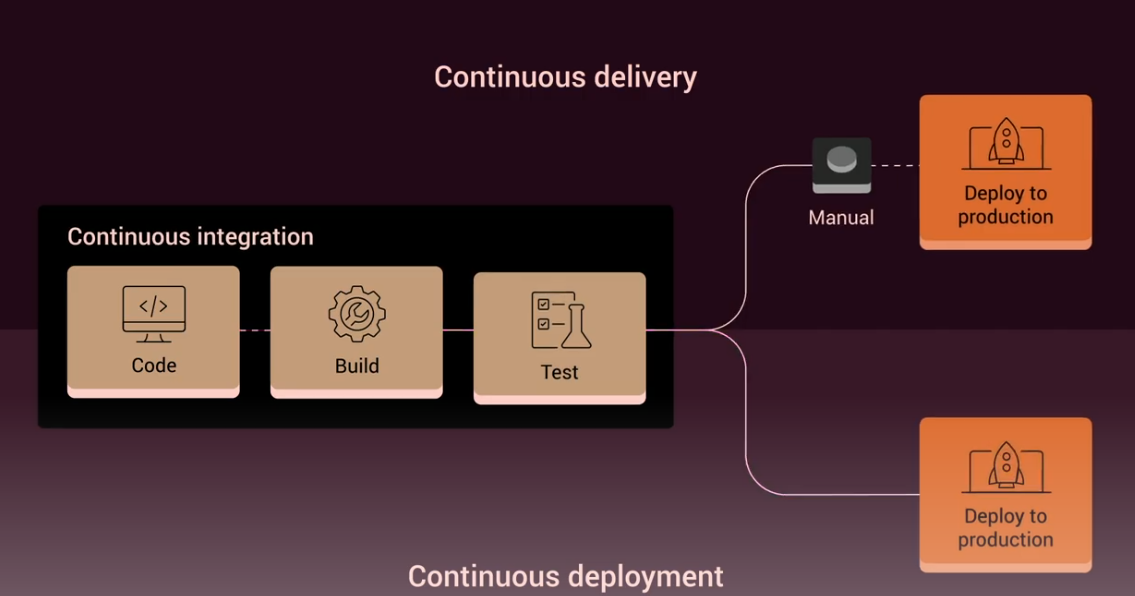 Continuous delivery
Deploy to
production
Manual
Continuous integration
</>
Code
Build
Test
Deploy to
production
Continuous deployment